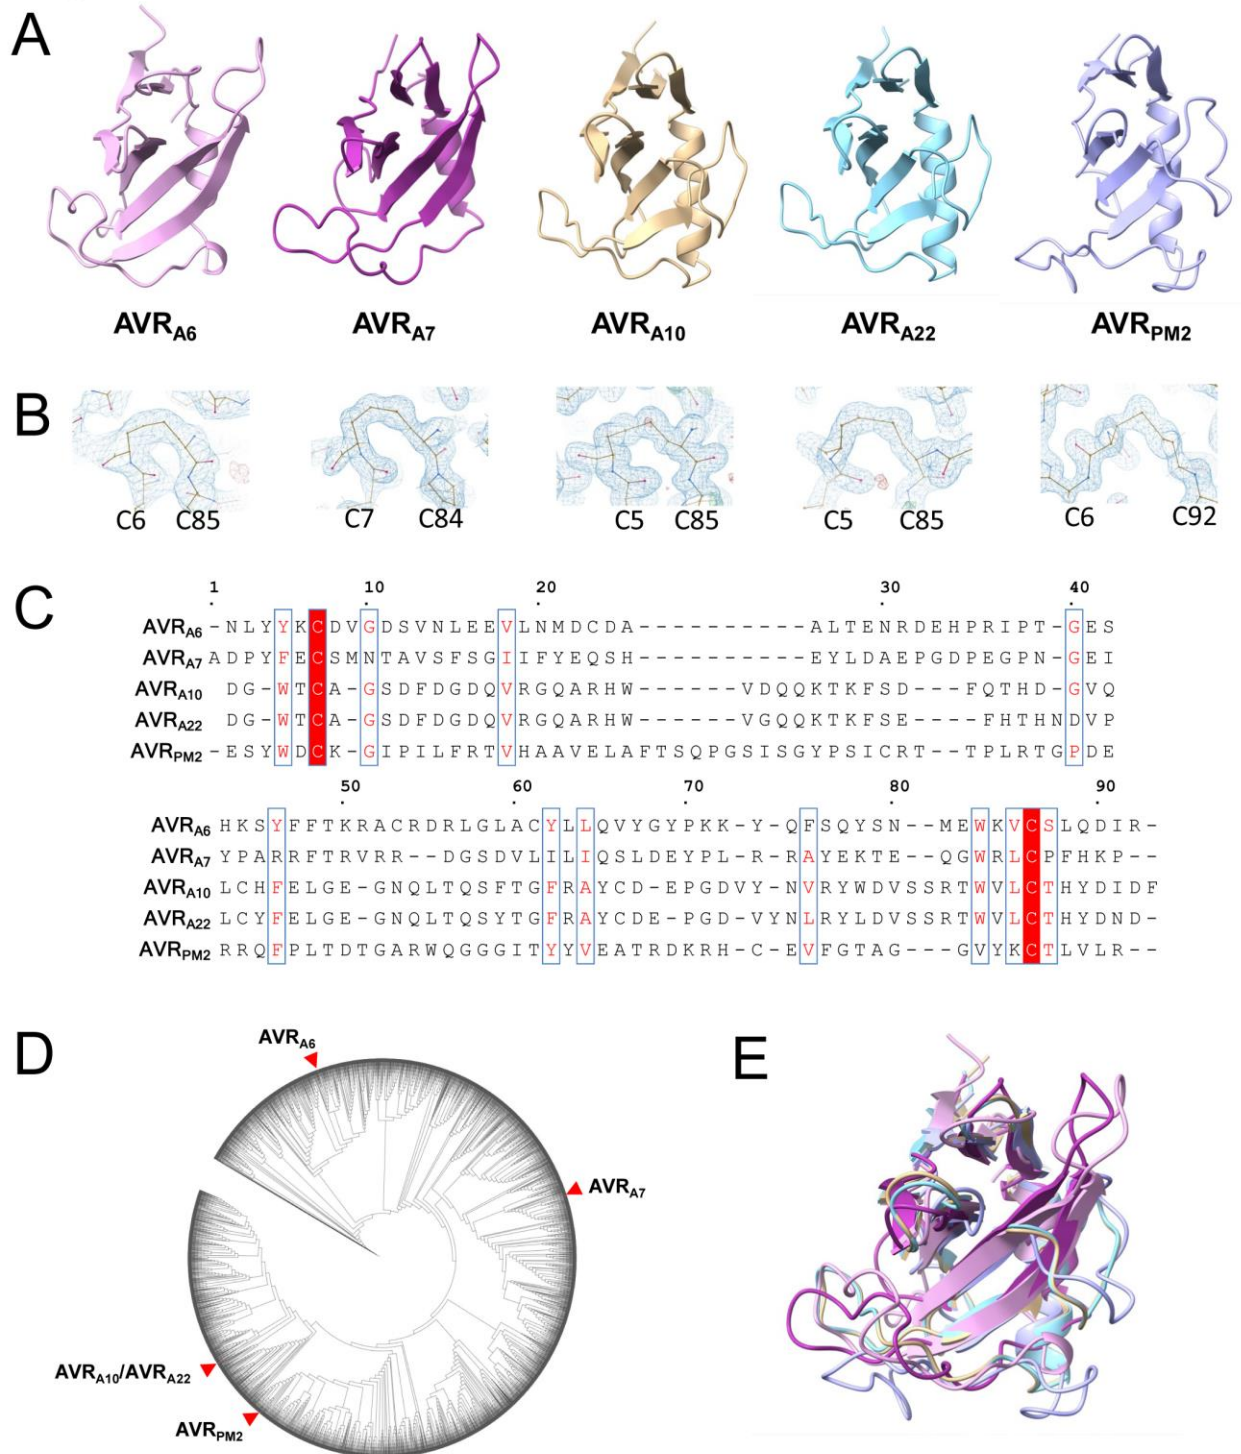 A
AVRA6 AVRA7 AVRA10 AVRA22 AVRPM2
B
C6 C85 C7 C84 C5 C85 C5 C85 C6 C92
C
1 10 20 30 40
AVRA6 -NLYYKCDVGDSVNLEEVLNMDCDA----------ALTENRDEHPRIPT-GES
AVRA7 ADPYFECSMNTAVSFSGIIFYEQSH----------EYLDAEPGDPEGPN-GEI
AVRA10 DG-WTCA-GSDFDGDQVRGQARHW------VDQQKTKFSD---FQTHD-GVQ
AVRA22 DG-WTCA-GSDFDGDQVRGQARHW------VGQQKTKFSE---FHTHNDVP
AVRPM2 -ESYWDCK-GIPILFRTVHAAVELAFTSQPGSISGYPSICRT--TPLRTGPDE
50 60 70 80 90
AVRA6 HKSYFFTKRACRDRLGLACYLLQVYGYPKK-Y-QFSQYSN--MEWKVCSLQDIR-
AVRA7 YPARRFTRVRR--DGSDVLILIQSLDEYPL-R-RAYEKTE--QGWRLCPFHKP--
AVRA10 LCHFELGE-GNQLTQSFTGFRAYCD-EPGDVY-NVRYWDVSSRTWVLCTHYDIDF
AVRA22 LCYFELGE-GNQLTQSYTGFRAYCDE-PGD-VYNLRYLDVSSRTWVLCTHYDND-
AVRPM2 RRQFPLTDTGARWQGGGITYYVEATRDKRH-C-EVFGTAG---GVYKCTLVLR--
D
AVRA6
AVRA7
AVRA10/AVRA22
AVRPM2
E